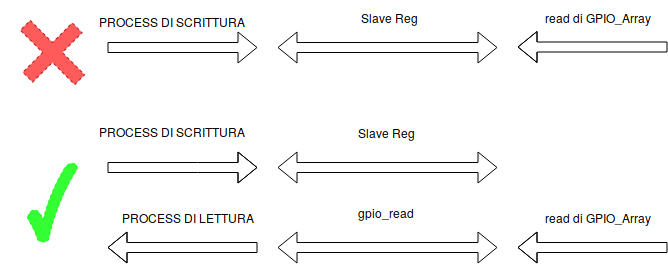 PROCESS DI SCRITTURA
Slave Reg
read di GPIO_Array
PROCESS DI SCRITTURA
Slave Reg
PROCESS DI LETTURA
gpio_read
read di GPIO_Array